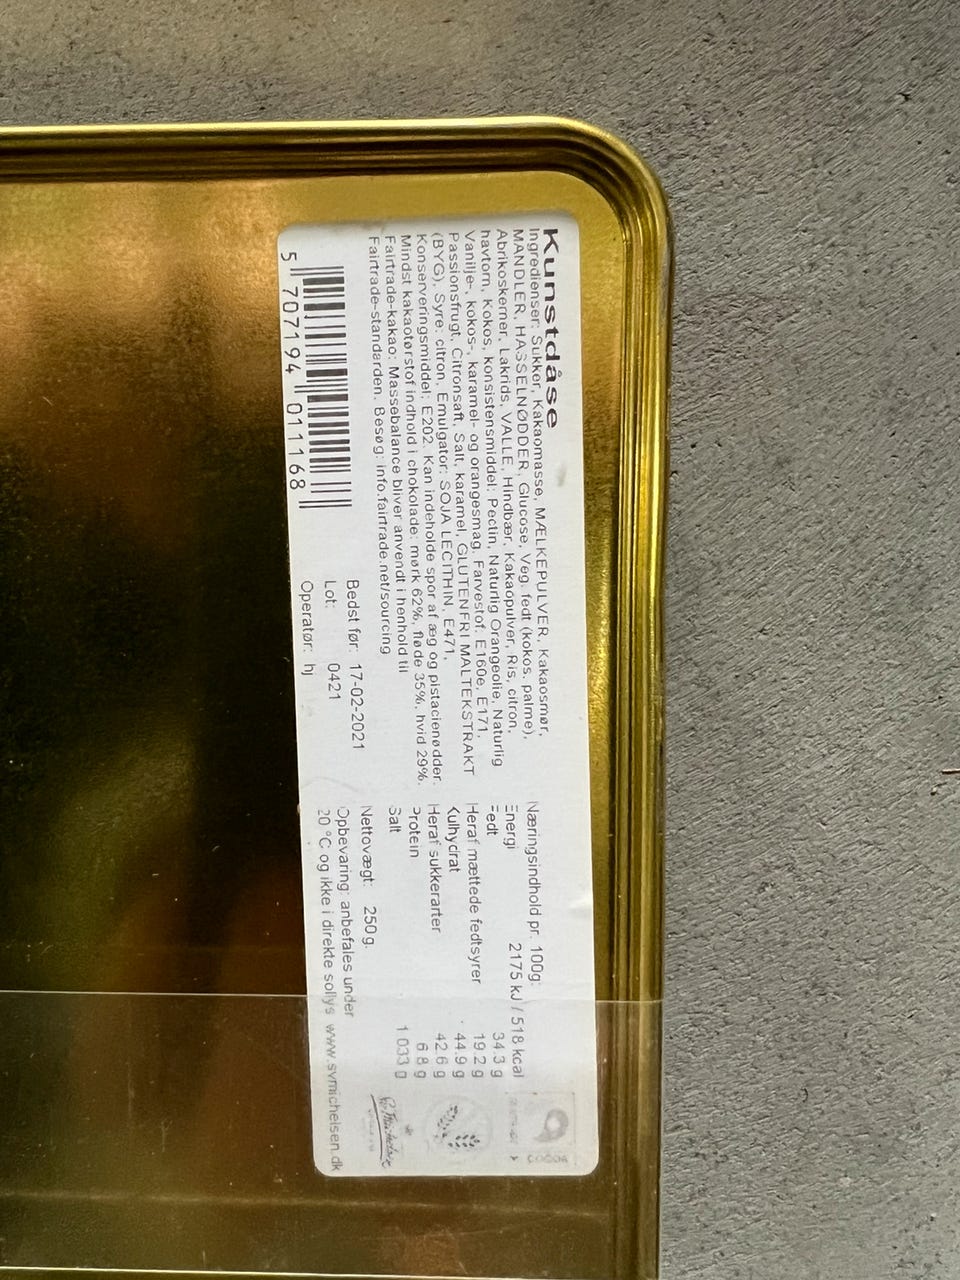 Kunstdåse
Ingredienser: Sukker, Kakaomasse, MÆLKEPULVER, Kakaosmør,
MANDLER, HASSELNØDDER, Glucose, Veg. fedt (kokos, palme),
Abrikoskerner, Lakrids, VALLE, Hindbær, Kakaopulver, Ris, citron,
havtorn, Kokos, konsistensmiddel: Pectin, Naturlig Orangeolie, Naturlig
Vanilje-, kokos-, karamel- og orangesmag, Farvestof: E160e, E171,
Passionsfrugt, Citronsaft, Salt, karamel, GLUTENFRI MALTEKSTRAKT
(BYG), Syre: citron, Emulgator: SOJA LECITHIN, E471,
Konserveringsmiddel: E202. Kan indeholde spor af æg og pistacienødder.
Mindst kakaotørstof indhold i chokolade: mørk 62%, fløde 35%, hvid 29%.
Fairtrade-kakao: Massebalance bliver anvendt i henhold til
Fairtrade-standarden. Besøg: info.fairtrade.net/sourcing
5 707194 011168
Bedst før: 17-02-2021
Lot: 0421
Operatør: hj
Næringsindhold pr. 100g:
Energi 2175 kJ / 518 kcal
Fedt 34.3 g
Heraf mættede fedtsyrer 19.2 g
Kulhydrat 44.9 g
Heraf sukkerarter 42.6 g
Protein 6.8 g
Salt 1.033 g
Nettovægt: 250g.
Opbevaring: anbefales under
20 °C og ikke i direkte sollys www.svmichelsen.dk